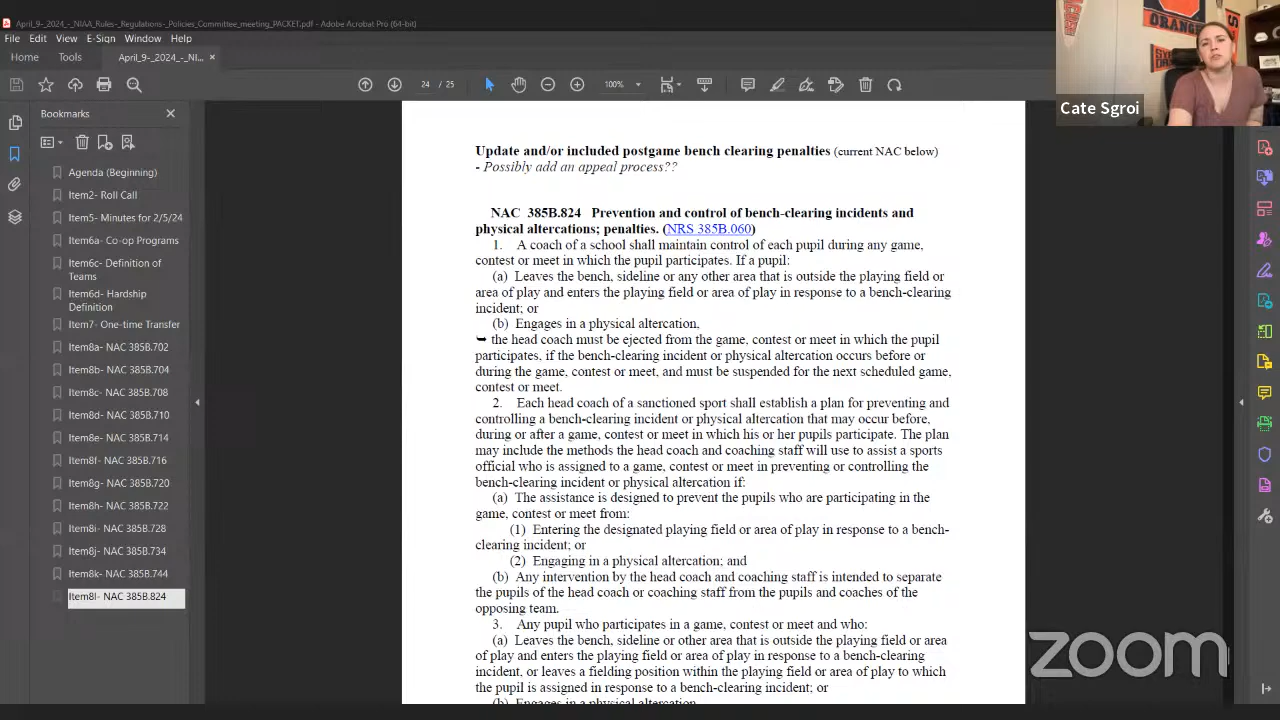 April_9-_2024_-_NIAA_Rules-_Regulations-_Policies_Committee_meeting_PACKET.pdf - Adobe Acrobat Pro (64-bit)
File Edit View E-Sign Window Help
Home Tools April_9-_2024_-_NI... ×
24 / 25 100%
ORANGE
Cate Sgroi
Bookmarks
Agenda (Beginning)
Item2- Roll Call
Item5- Minutes for 2/5/24
Item6a- Co-op Programs
Item6c- Definition of
Teams
Item6d- Hardship
Definition
Item7- One-time Transfer
Item8a- NAC 385B.702
Item8b- NAC 385B.704
Item8c- NAC 385B.708
Item8d- NAC 385B.710
Item8e- NAC 385B.714
Item8f- NAC 385B.716
Item8g- NAC 385B.720
Item8h- NAC 385B.722
Item8i- NAC 385B.728
Item8j- NAC 385B.734
Item8k- NAC 385B.744
Item8l- NAC 385B.824
Update and/or included postgame bench clearing penalties (current NAC below)
- Possibly add an appeal process??
NAC 385B.824 Prevention and control of bench-clearing incidents and
physical altercations; penalties. (NRS 385B.060)
1. A coach of a school shall maintain control of each pupil during any game,
contest or meet in which the pupil participates. If a pupil:
(a) Leaves the bench, sideline or any other area that is outside the playing field or
area of play and enters the playing field or area of play in response to a bench-clearing
incident; or
(b) Engages in a physical altercation,
➥ the head coach must be ejected from the game, contest or meet in which the pupil
participates, if the bench-clearing incident or physical altercation occurs before or
during the game, contest or meet, and must be suspended for the next scheduled game,
contest or meet.
2. Each head coach of a sanctioned sport shall establish a plan for preventing and
controlling a bench-clearing incident or physical altercation that may occur before,
during or after a game, contest or meet in which his or her pupils participate. The plan
may include the methods the head coach and coaching staff will use to assist a sports
official who is assigned to a game, contest or meet in preventing or controlling the
bench-clearing incident or physical altercation if:
(a) The assistance is designed to prevent the pupils who are participating in the
game, contest or meet from:
(1) Entering the designated playing field or area of play in response to a bench-
clearing incident; or
(2) Engaging in a physical altercation; and
(b) Any intervention by the head coach and coaching staff is intended to separate
the pupils of the head coach or coaching staff from the pupils and coaches of the
opposing team.
3. Any pupil who participates in a game, contest or meet and who:
(a) Leaves the bench, sideline or other area that is outside the playing field or area
of play and enters the playing field or area of play in response to a bench-clearing
incident, or leaves a fielding position within the playing field or area of play to which
the pupil is assigned in response to a bench-clearing incident; or
(b) Engages in a physical altercation,
zoom